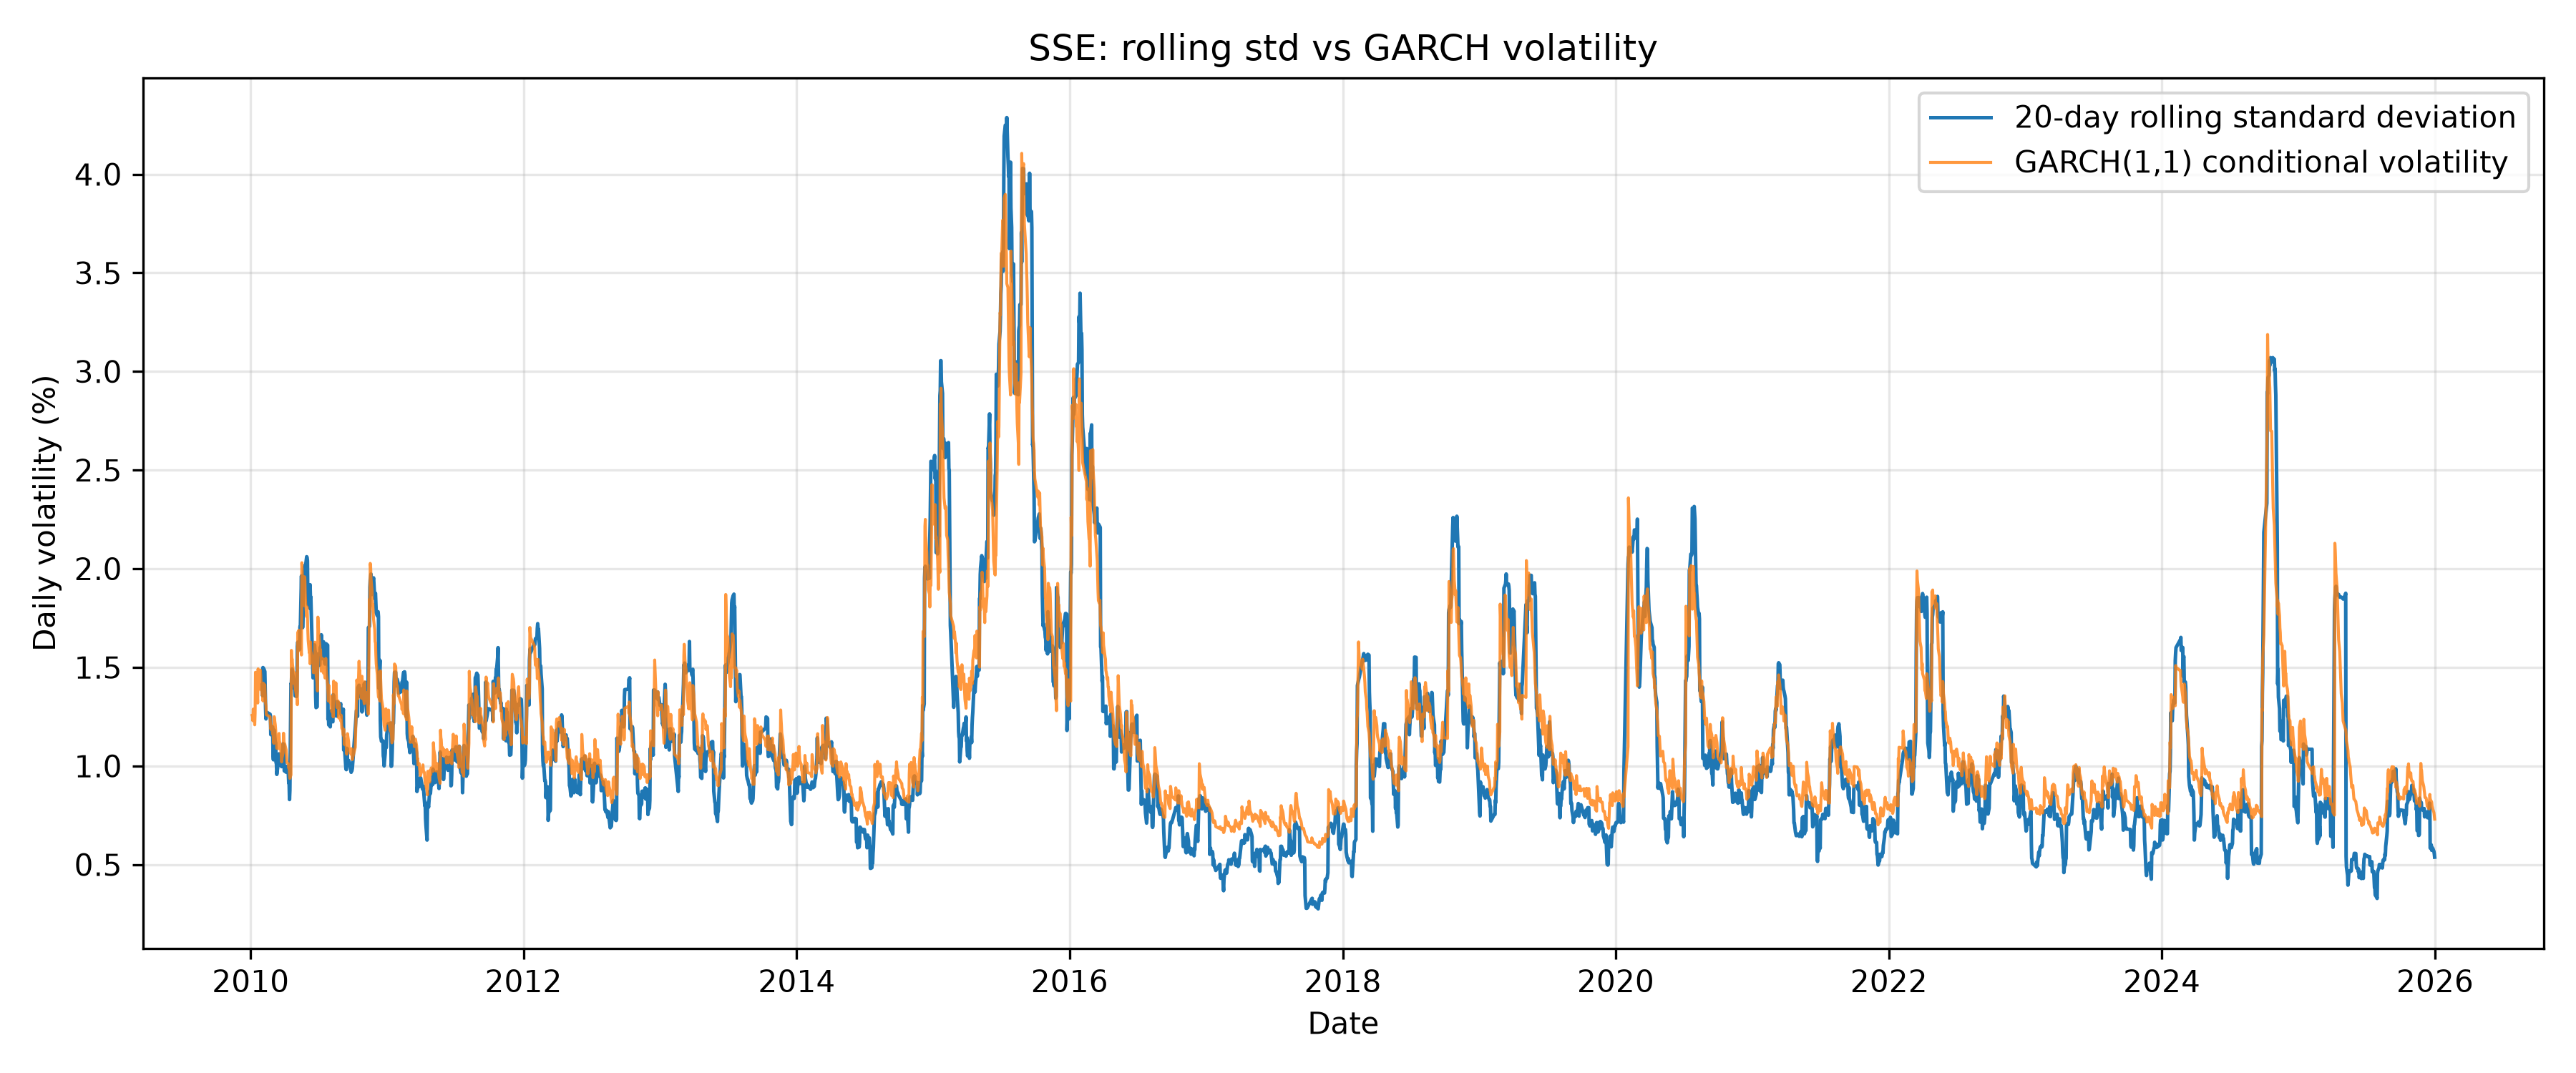 SSE: rolling std vs GARCH volatility
20-day rolling standard deviation
GARCH(1,1) conditional volatility
Daily volatility (%)
4.0
3.5
3.0
2.5
2.0
1.5
1.0
0.5
2010 2012 2014 2016 2018 2020 2022 2024 2026
Date